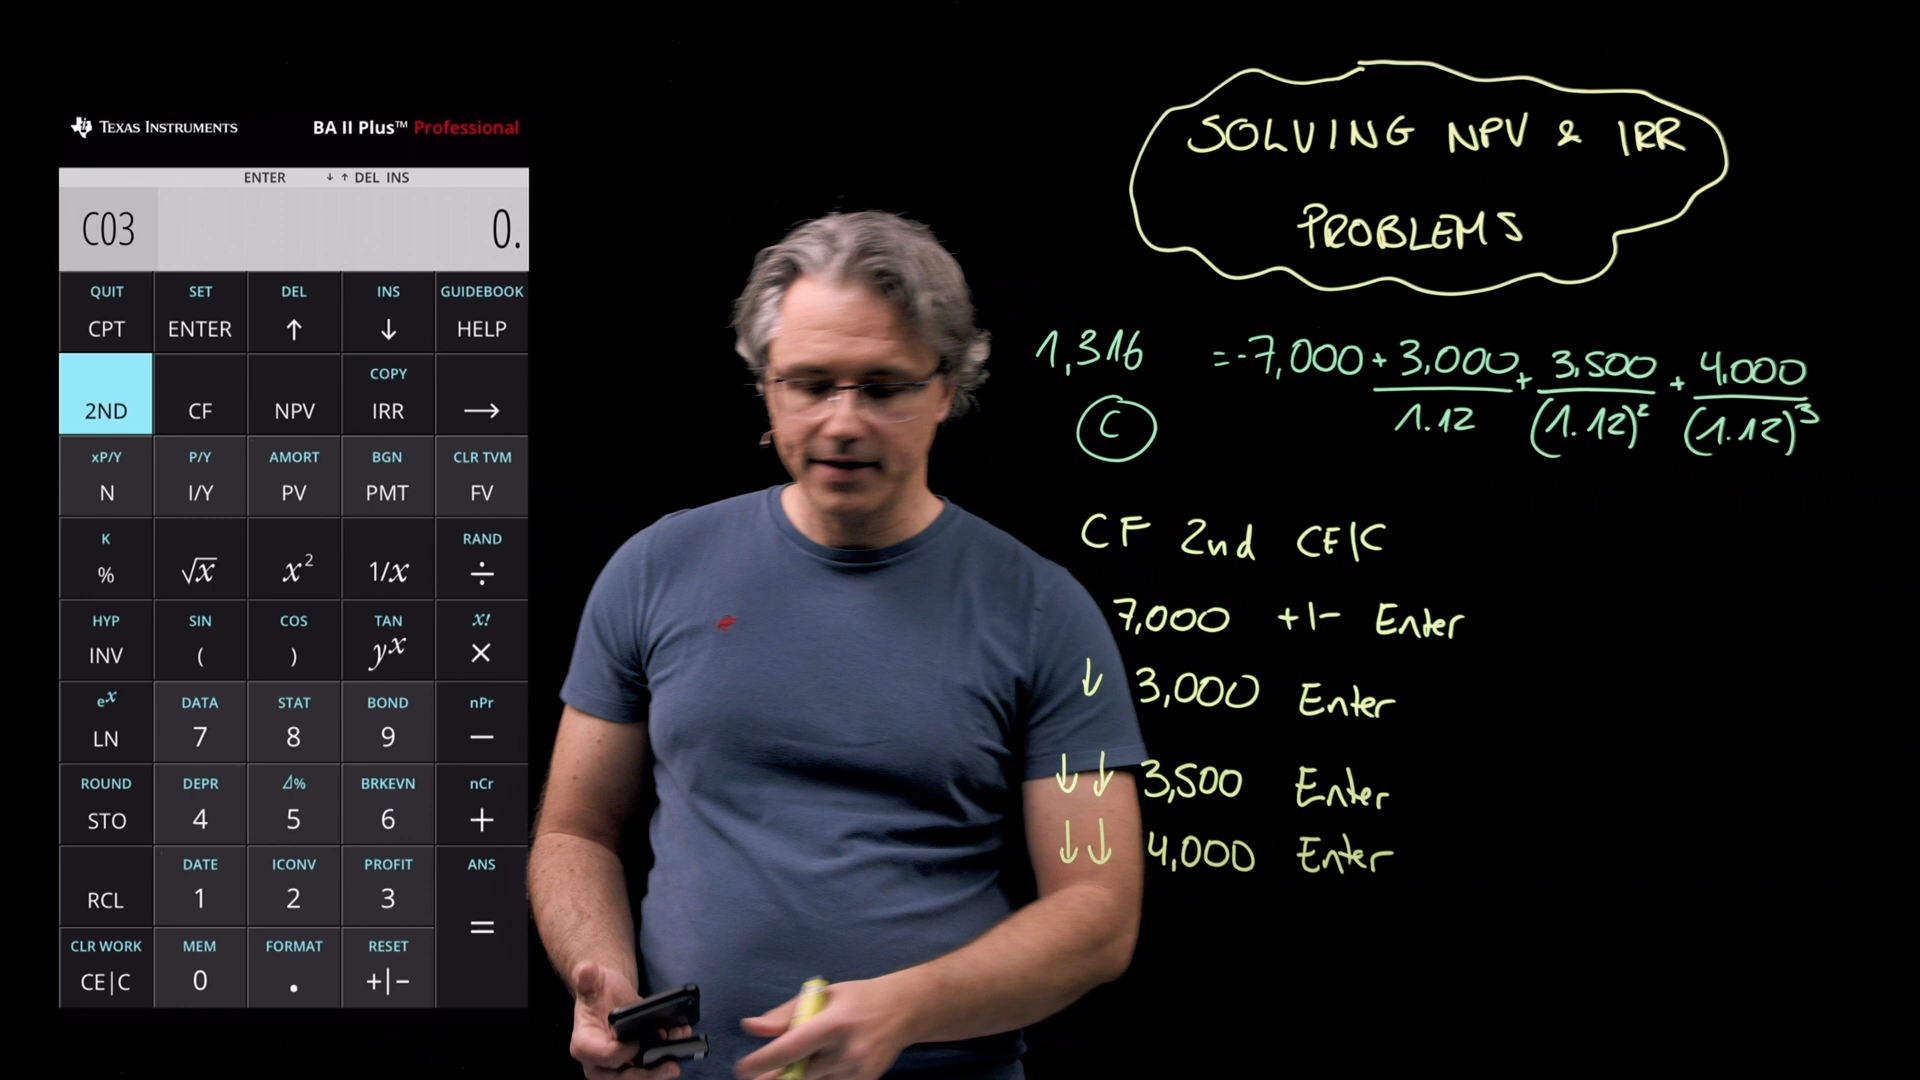 TEXAS INSTRUMENTS BA II Plus™ Professional
ENTER ↓ ↑ DEL INS
C03 0.
QUIT SET DEL INS GUIDEBOOK
CPT ENTER ↑ ↓ HELP
COPY
2ND CF NPV IRR →
xP/Y P/Y AMORT BGN CLR TVM
N I/Y PV PMT FV
K RAND
% √x x² 1/x ÷
HYP SIN COS TAN x!
INV ( ) yˣ ×
eˣ DATA STAT BOND nPr
LN 7 8 9 −
ROUND DEPR Δ% BRKEVN nCr
STO 4 5 6 +
DATE ICONV PROFIT ANS
RCL 1 2 3 =
CLR WORK MEM FORMAT RESET
CE|C 0 . +|−
SOLVING NPV & IRR
PROBLEMS
1,316 = -7,000 + 3,000 + 3,500 + 4,000
C 1.12 (1.12)² (1.12)³
CF 2nd CE|C
7,000 +|− Enter
↓ 3,000 Enter
↓↓ 3,500 Enter
↓↓ 4,000 Enter